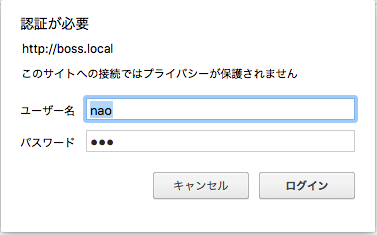 認証が必要
http://boss.local
このサイトへの接続ではプライバシーが保護されません
ユーザー名 nao
パスワード ●●●
キャンセル ログイン